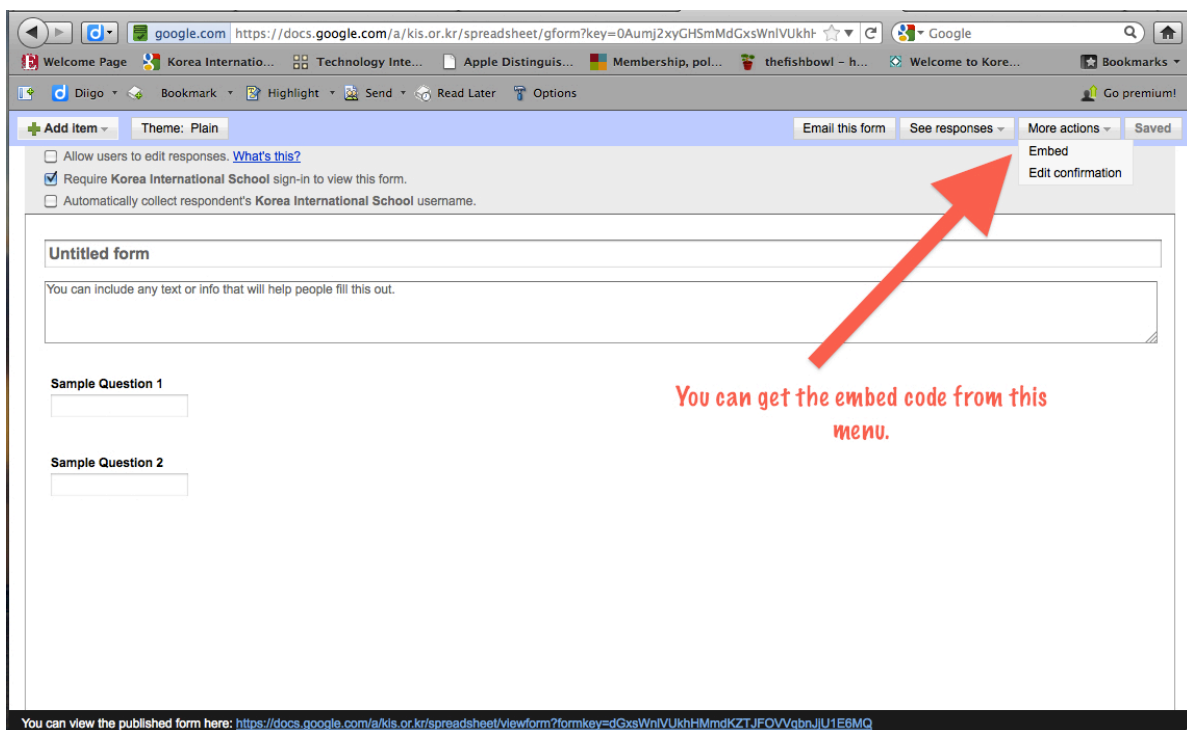 google.com https://docs.google.com/a/kis.or.kr/spreadsheet/gform?key=0Aumj2xyGHSmMdGxsWnlVUkhH Google
Welcome Page Korea Internatio... Technology Inte... Apple Distinguis... Membership, pol... thefishbowl - h... Welcome to Kore... Bookmarks
Diigo Bookmark Highlight Send Read Later Options Go premium!
Add item Theme: Plain Email this form See responses More actions Saved
Embed
Edit confirmation
Allow users to edit responses. What's this?
Require Korea International School sign-in to view this form.
Automatically collect respondent's Korea International School username.
Untitled form
You can include any text or info that will help people fill this out.
Sample Question 1
You can get the embed code from this
menu.
Sample Question 2
You can view the published form here: https://docs.google.com/a/kis.or.kr/spreadsheet/viewform?formkey=dGxsWnlVUkhHMmdKZTJFOVVqbnJjU1E6MQ